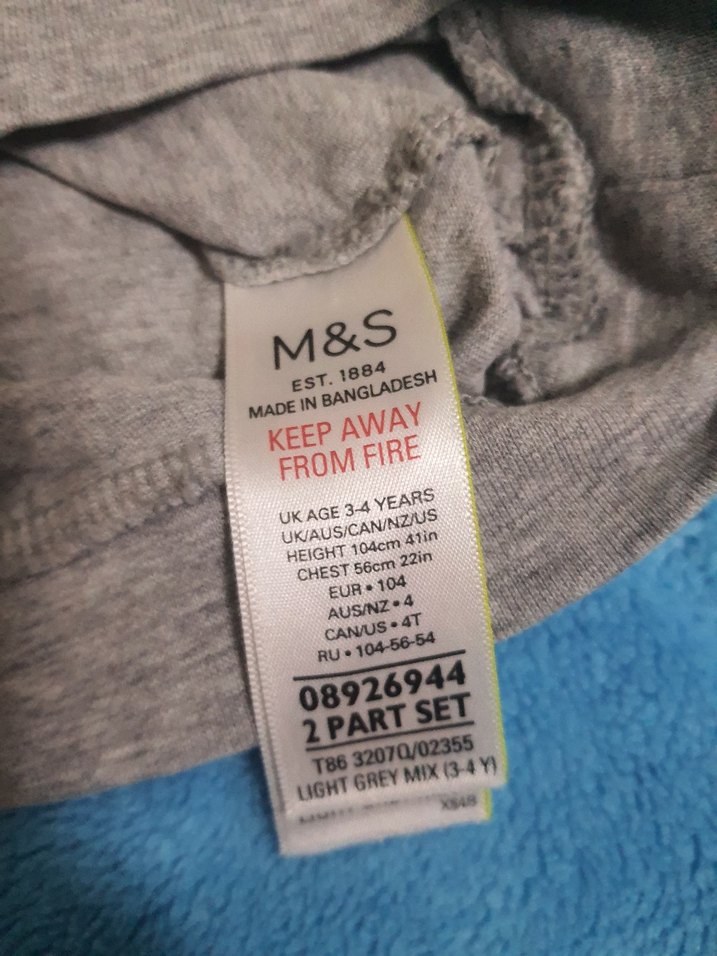 M&S
EST. 1884
MADE IN BANGLADESH
KEEP AWAY
FROM FIRE
UK AGE 3-4 YEARS
UK/AUS/CAN/NZ/US
HEIGHT 104cm 41in
CHEST 56cm 22in
EUR • 104
AUS/NZ • 4
CAN/US • 4T
RU • 104-56-54
08926944
2 PART SET
T86 3207Q/02355
LIGHT GREY MIX (3-4 Y)